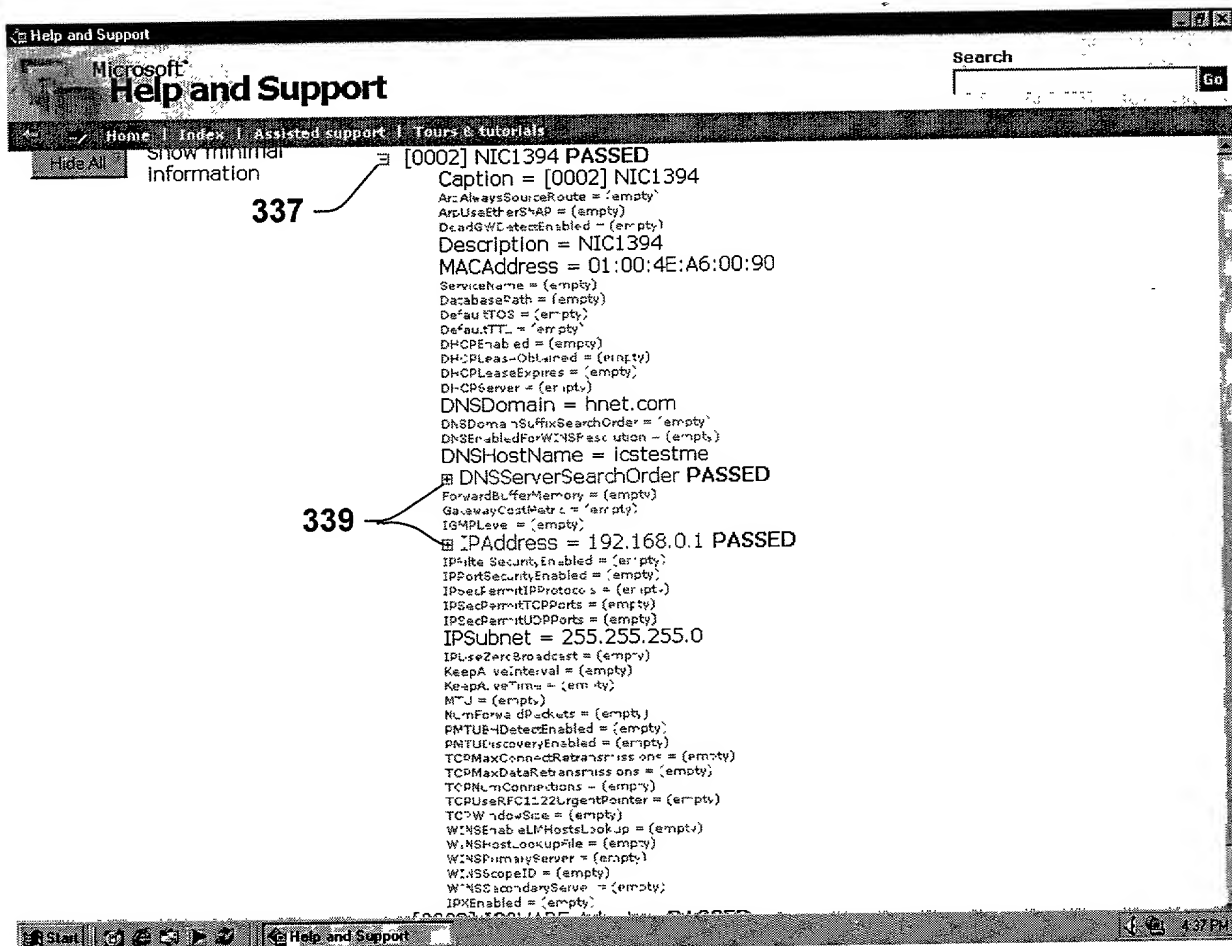 Help and Support
Microsoft
Help and Support
Search
Go
Home | Index | Assisted support | Tours & tutorials
Hide All
Show minimal information
337
339
[0002] NIC1394 PASSED
Caption = [0002] NIC1394
ArpAlwaysSourceRoute = (empty)
ArpUseEtherSNAP = (empty)
DeadGWDetectEnabled = (empty)
Description = NIC1394
MACAddress = 01:00:4E:A6:00:90
ServiceName = (empty)
DatabasePath = (empty)
DefaultTOS = (empty)
DefaultTTL = (empty)
DHCPEnabled = (empty)
DHCPLeaseObtained = (empty)
DHCPLeaseExpires = (empty)
DHCPServer = (empty)
DNSDomain = hnet.com
DNSDomainSuffixSearchOrder = (empty)
DNSEnabledForWINSResolution = (empty)
DNSHostName = icstestme
DNSServerSearchOrder PASSED
ForwardBufferMemory = (empty)
GatewayCostMetric = (empty)
IGMPLevel = (empty)
IPAddress = 192.168.0.1 PASSED
IPFilterSecurityEnabled = (empty)
IPPortSecurityEnabled = (empty)
IPSecPermitIPProtocols = (empty)
IPSecPermitTCPPorts = (empty)
IPSecPermitUDPPorts = (empty)
IPSubnet = 255.255.255.0
IPUseZeroBroadcast = (empty)
KeepAliveInterval = (empty)
KeepAliveTime = (empty)
MTU = (empty)
NumForwardPackets = (empty)
PMTUBHDetectEnabled = (empty)
PMTUDiscoveryEnabled = (empty)
TCPMaxConnectRetransmissions = (empty)
TCPMaxDataRetransmissions = (empty)
TCPNumConnections = (empty)
TCPUseRFC1122UrgentPointer = (empty)
TCPWindowSize = (empty)
WINSEnableLMHostsLookup = (empty)
WINSHostLookupFile = (empty)
WINSPrimaryServer = (empty)
WINSScopeID = (empty)
WINSSecondaryServer = (empty)
IPXEnabled = (empty)
Start
Help and Support
4:37 PM